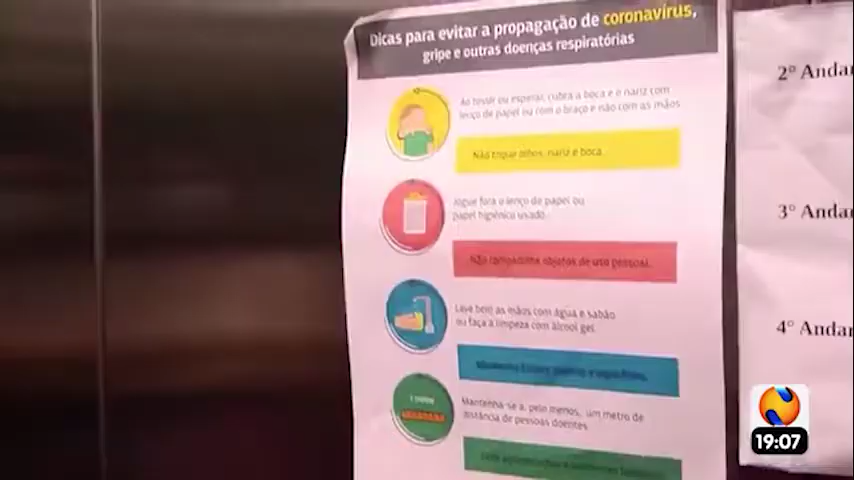 Dicas para evitar a propagação de coronavírus,
gripe e outras doenças respiratórias
Ao tossir ou espirrar, cubra a boca e o nariz com
lenço de papel ou com o braço e não com as mãos
Não toque olhos, nariz e boca.
Jogue fora o lenço de papel ou
papel higiênico usado.
Não compartilhe objetos de uso pessoal.
Lave bem as mãos com água e sabão
ou faça a limpeza com álcool gel.
1 metro
Mantenha-se a, pelo menos, um metro de
distância de pessoas doentes.
2º Andar
3º Andar
4º Andar
19:07